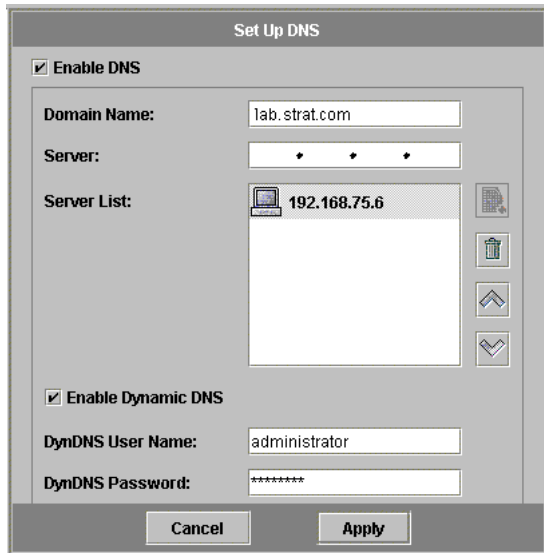 Set Up DNS
Enable DNS
Domain Name: lab.strat.com
Server: . . .
Server List: 192.168.75.6
Enable Dynamic DNS
DynDNS User Name: administrator
DynDNS Password: ********
Cancel Apply